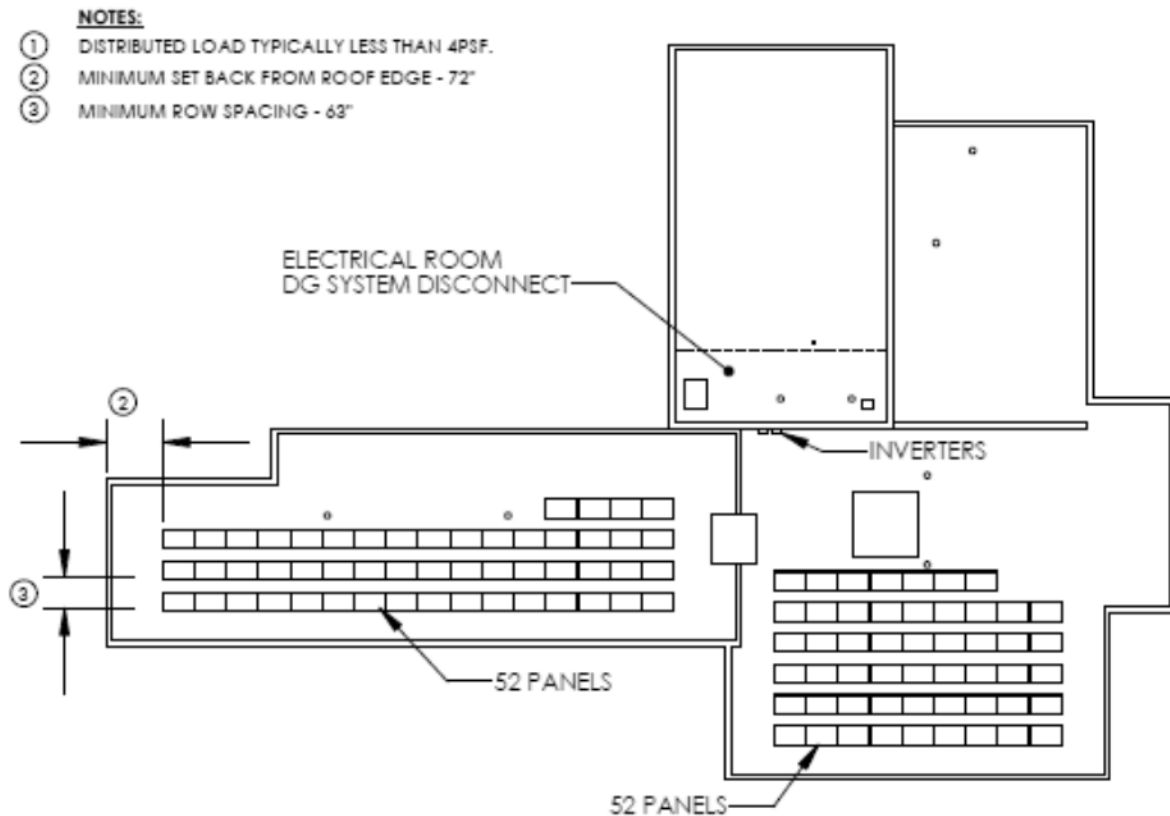 NOTES:
1 DISTRIBUTED LOAD TYPICALLY LESS THAN 4PSF.
2 MINIMUM SET BACK FROM ROOF EDGE - 72"
3 MINIMUM ROW SPACING - 63"
ELECTRICAL ROOM
DG SYSTEM DISCONNECT
2
INVERTERS
3
52 PANELS
52 PANELS